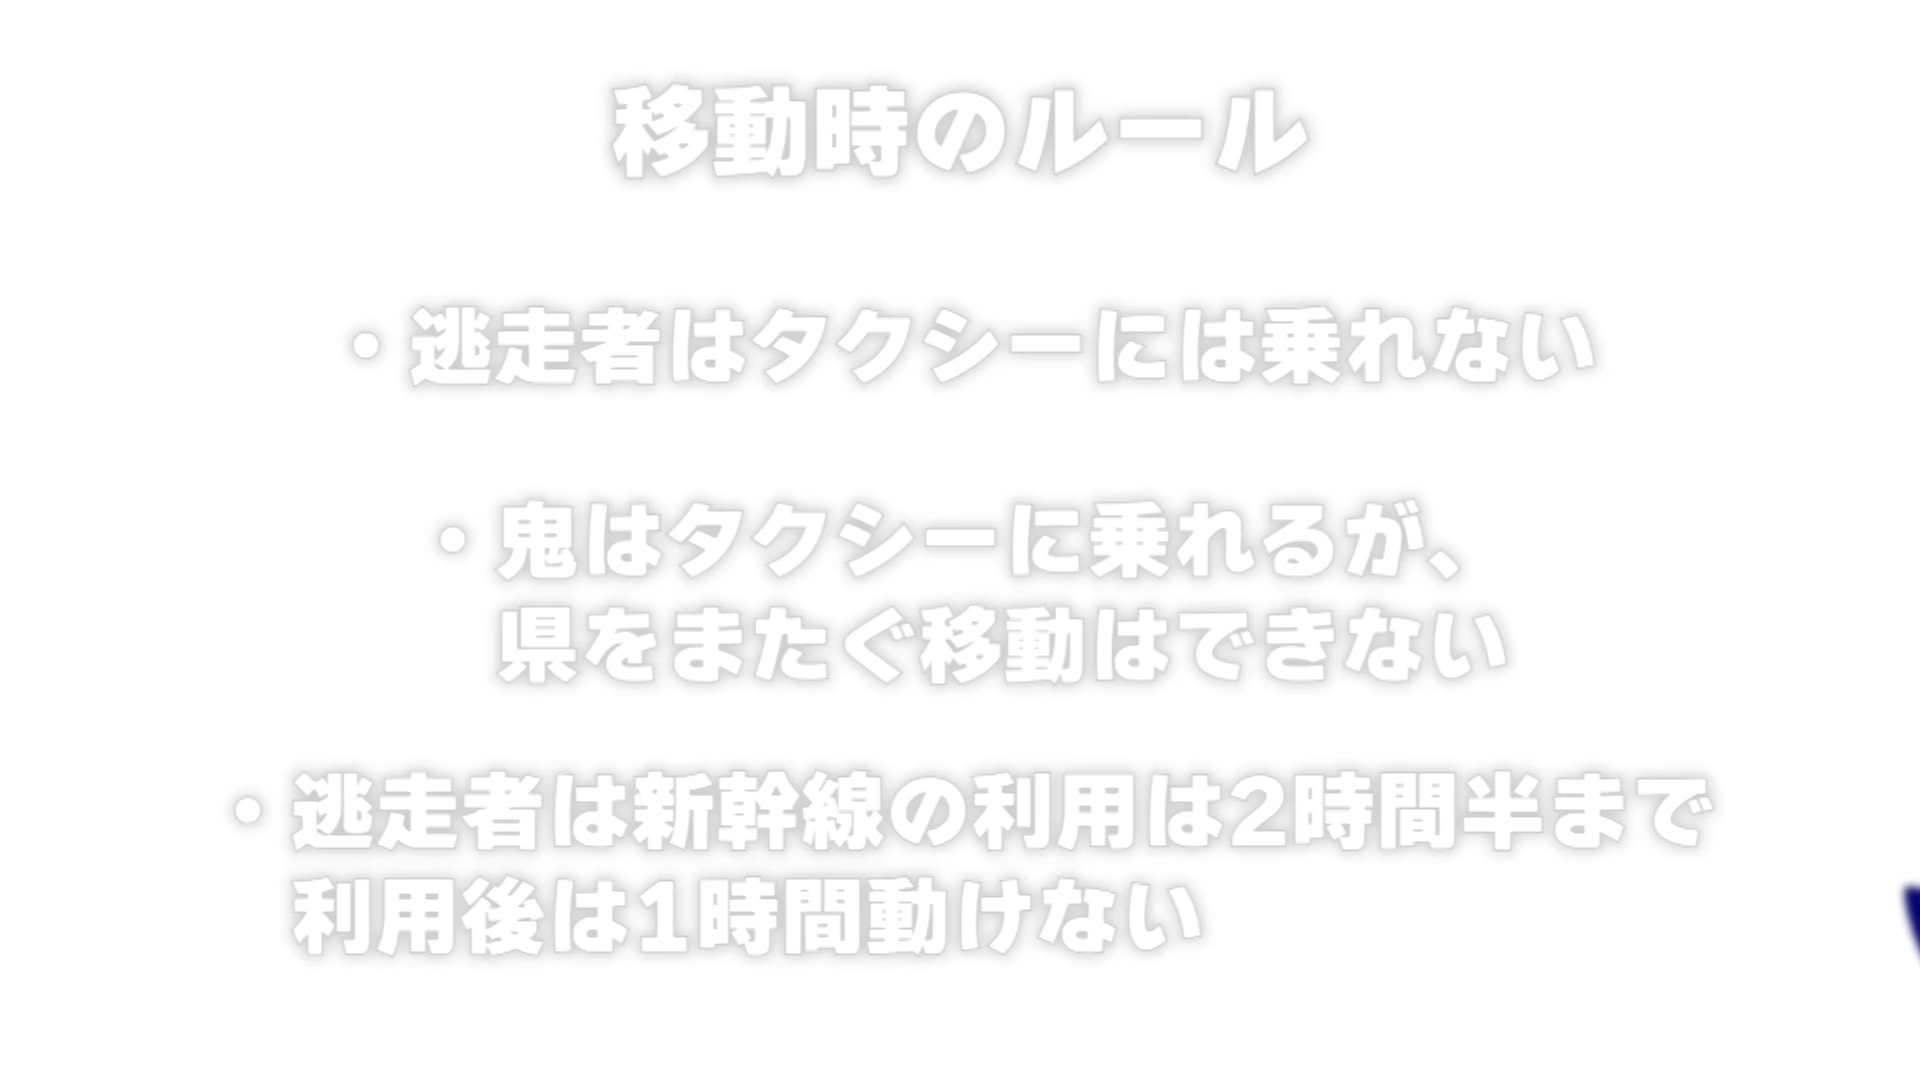 移動時のルール
・逃走者はタクシーには乗れない
・鬼はタクシーに乗れるが、
県をまたぐ移動はできない
・逃走者は新幹線の利用は2時間半まで
利用後は1時間動けない